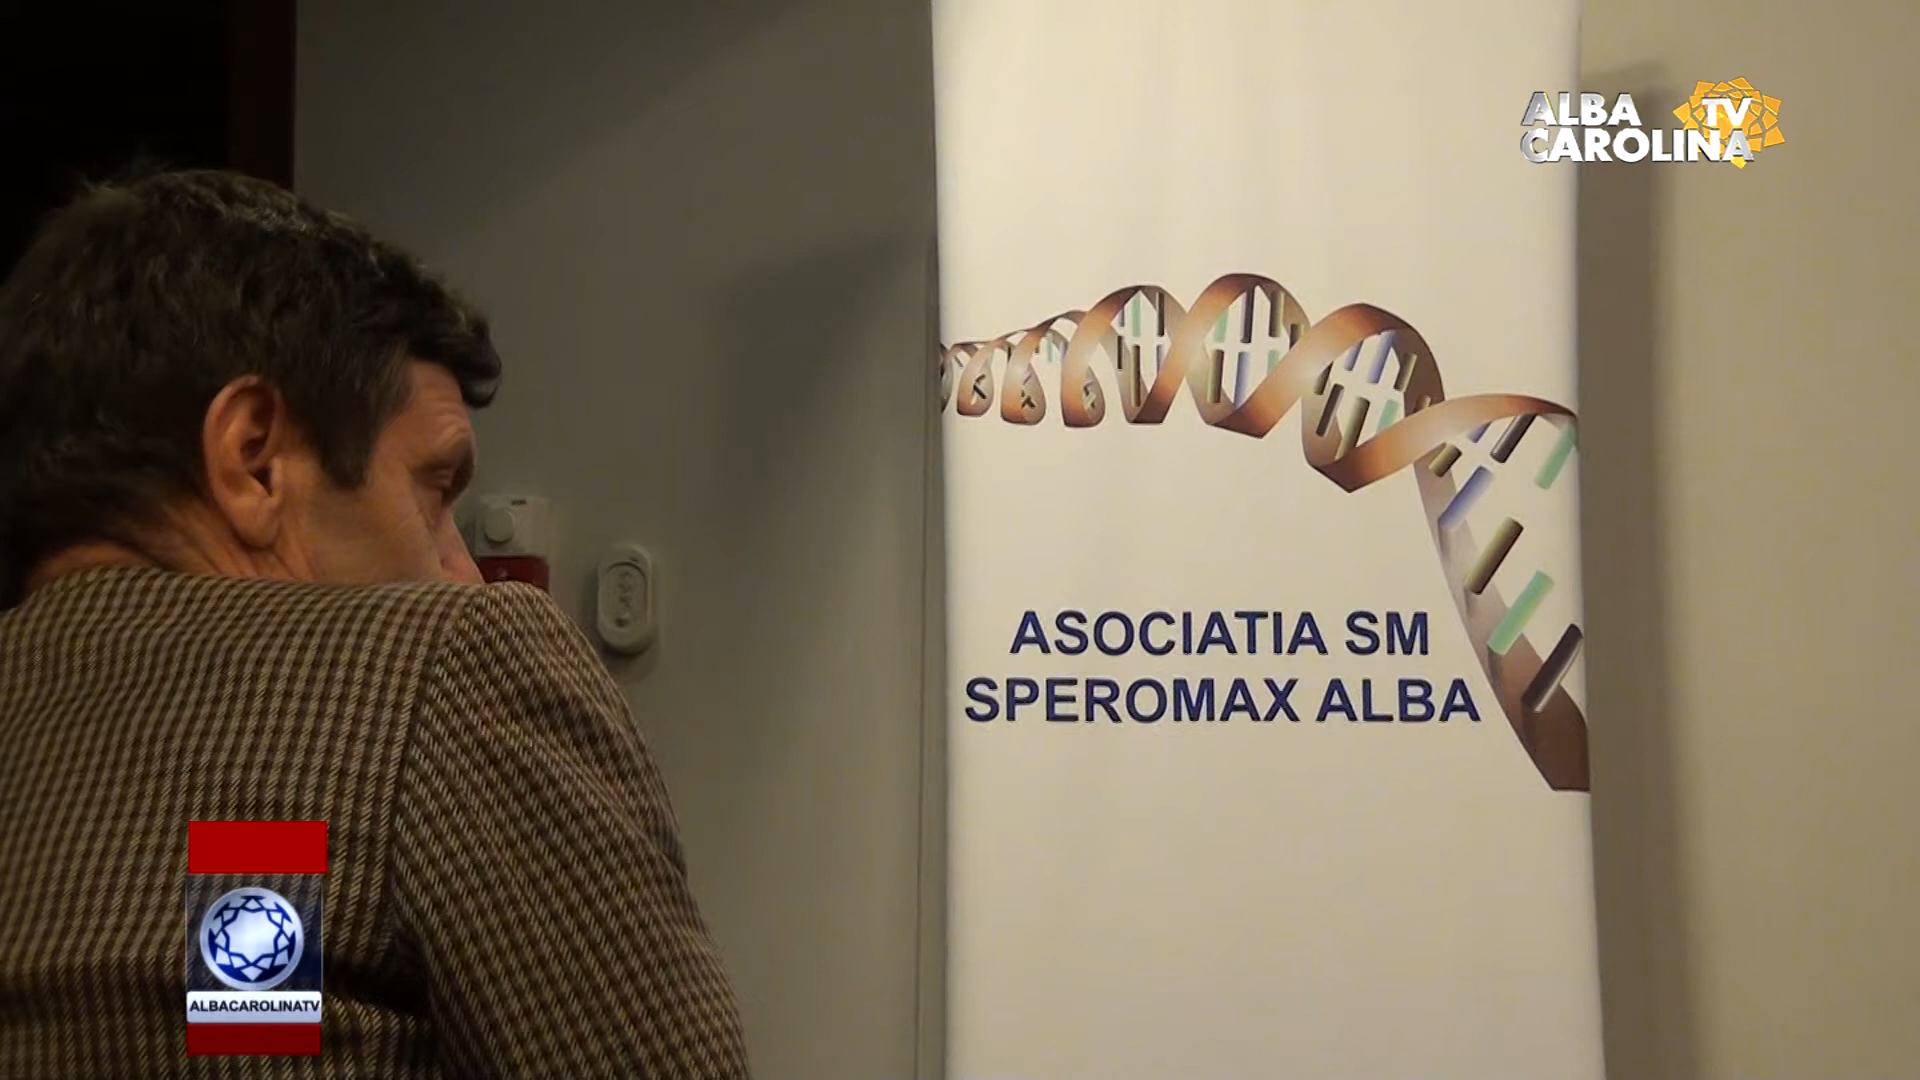 ALBA TV
CAROLINA
ASOCIATIA SM
SPEROMAX ALBA
ALBACAROLINATV